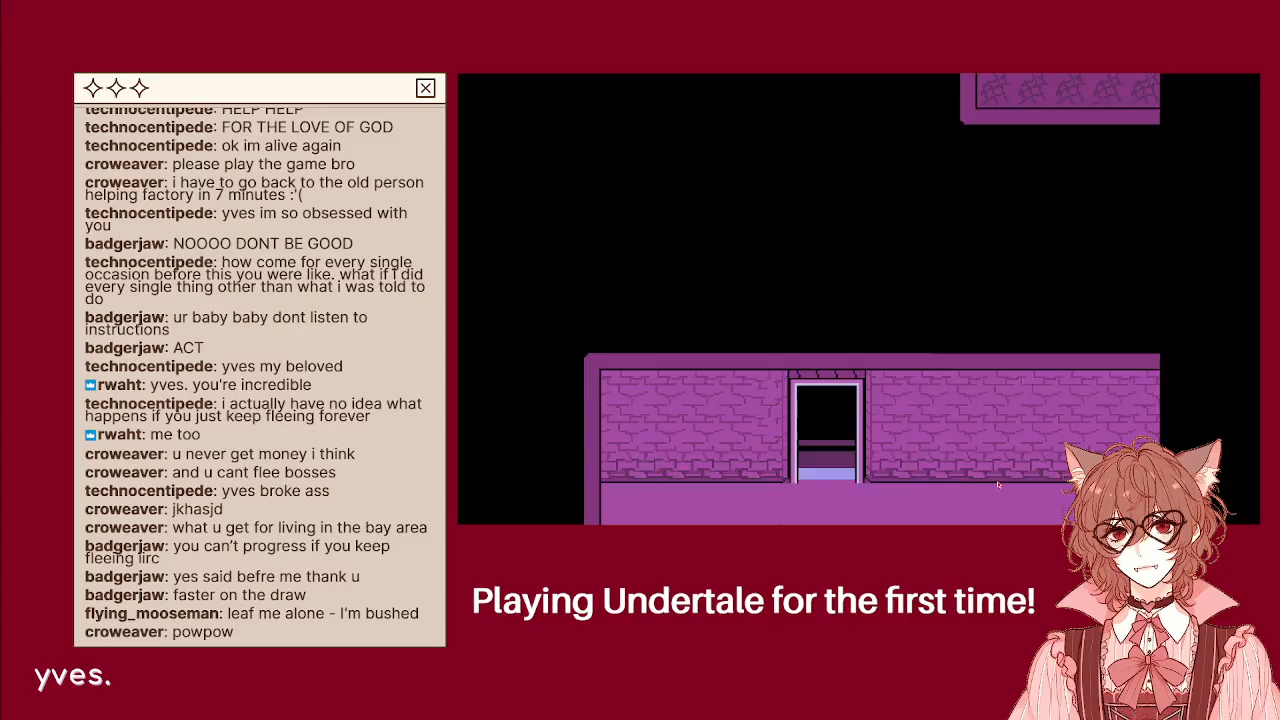 technocentipede: HELP HELP
technocentipede: FOR THE LOVE OF GOD
technocentipede: ok im alive again
croweaver: please play the game bro
croweaver: i have to go back to the old person
helping factory in 7 minutes :'(
technocentipede: yves im so obsessed with
you
badgerjaw: NOOOO DONT BE GOOD
technocentipede: how come for every single
occasion before this you were like. what if I did
every single thing other than what i was told to
do
badgerjaw: ur baby baby dont listen to
instructions
badgerjaw: ACT
technocentipede: yves my beloved
rwaht: yves. you're incredible
technocentipede: i actually have no idea what
happens if you just keep fleeing forever
rwaht: me too
croweaver: u never get money i think
croweaver: and u cant flee bosses
technocentipede: yves broke ass
croweaver: jkhasjd
croweaver: what u get for living in the bay area
badgerjaw: you can't progress if you keep
fleeing iirc
badgerjaw: yes said befre me thank u
badgerjaw: faster on the draw
flying_mooseman: leaf me alone - I'm bushed
croweaver: powpow
Playing Undertale for the first time!
yves.